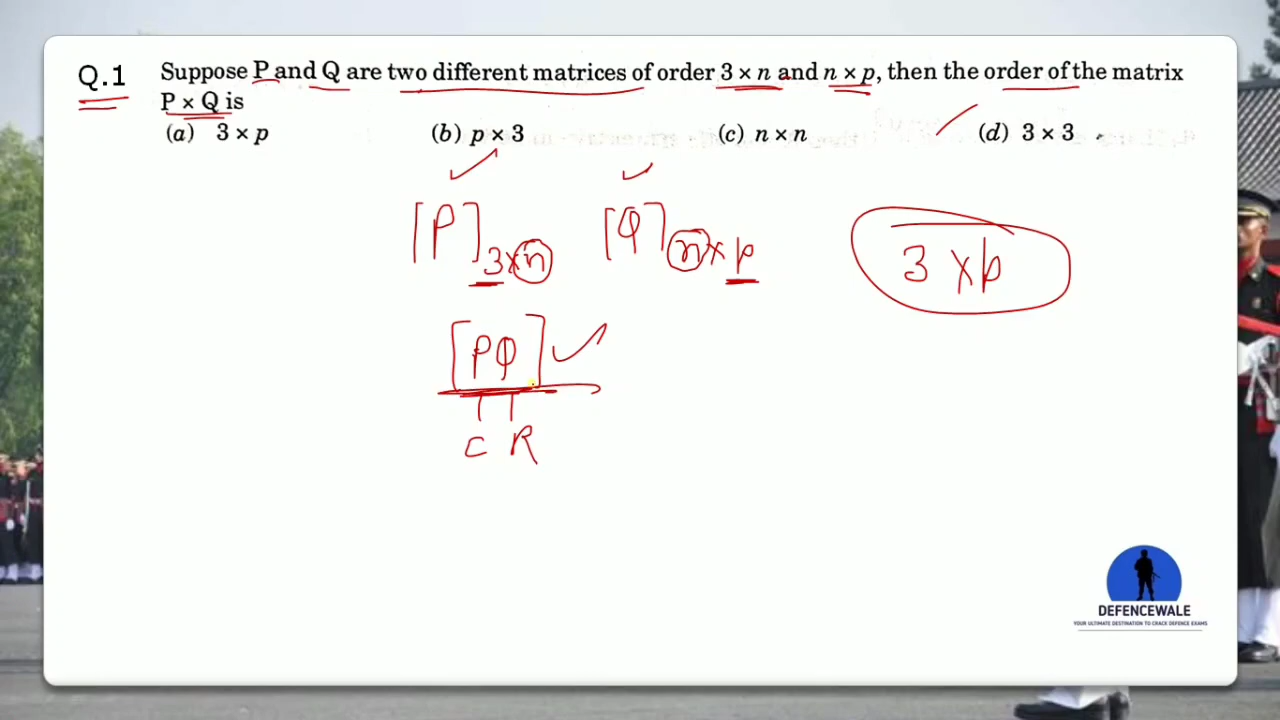 Q.1 Suppose P and Q are two different matrices of order 3 × n and n × p, then the order of the matrix
P × Q is
(a) 3 × p (b) p × 3 (c) n × n (d) 3 × 3
[P]3×n [Q]n×p 3×p
[PQ]
C R
DEFENCEWALE
YOUR ULTIMATE DESTINATION TO CRACK DEFENCE EXAMS